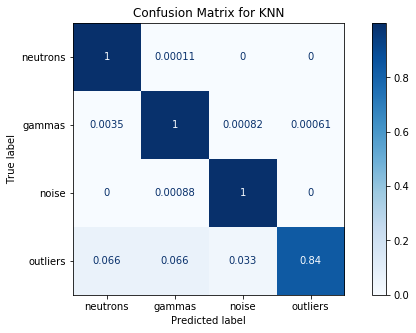 Confusion Matrix for KNN
neutrons 1 0.00011 0 0
gammas 0.0035 1 0.00082 0.00061
noise 0 0.00088 1 0
outliers 0.066 0.066 0.033 0.84
neutrons gammas noise outliers
Predicted label
True label
0.8
0.6
0.4
0.2
0.0